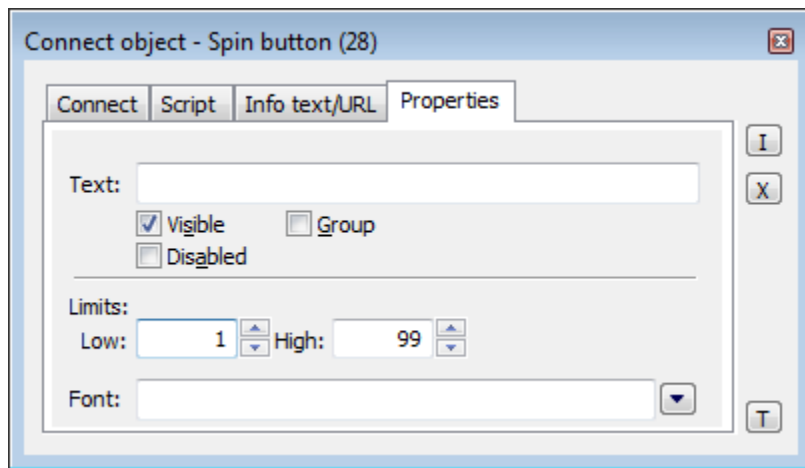 Connect object - Spin button (28)
Connect Script Info text/URL Properties
I
Text:
X
Visible Group
Disabled
Limits:
Low: 1 High: 99
Font:
T